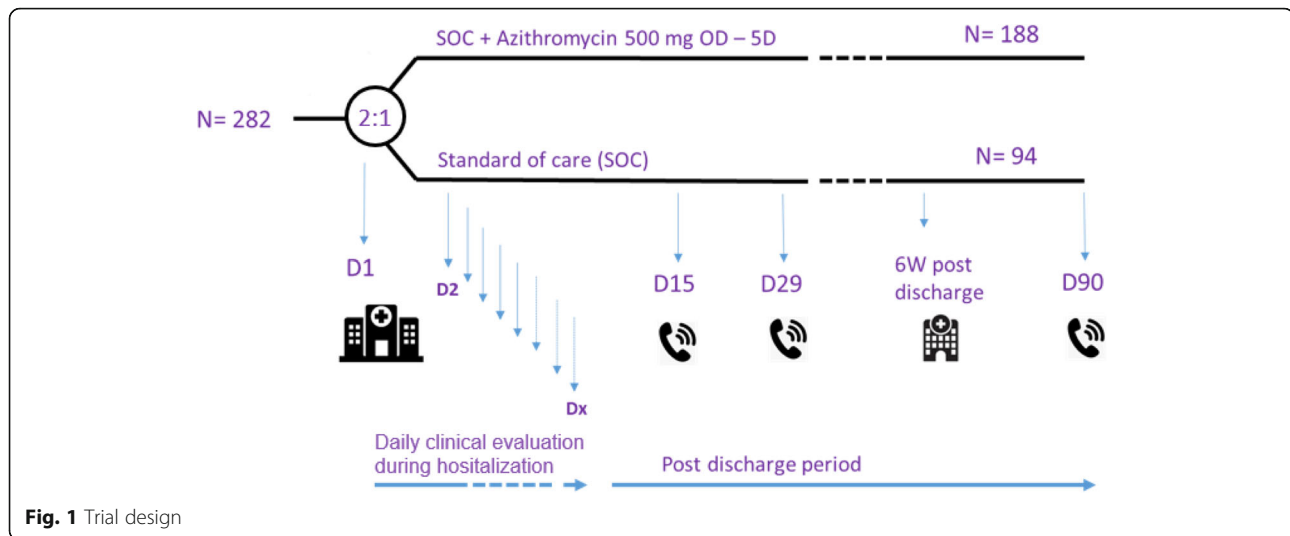 SOC + Azithromycin 500 mg OD – 5D
N= 188
N= 282
2:1
Standard of care (SOC)
N= 94
D1
D2
Dx
D15
D29
6W post
discharge
D90
Daily clinical evaluation
during hositalization
Post discharge period
Fig. 1 Trial design